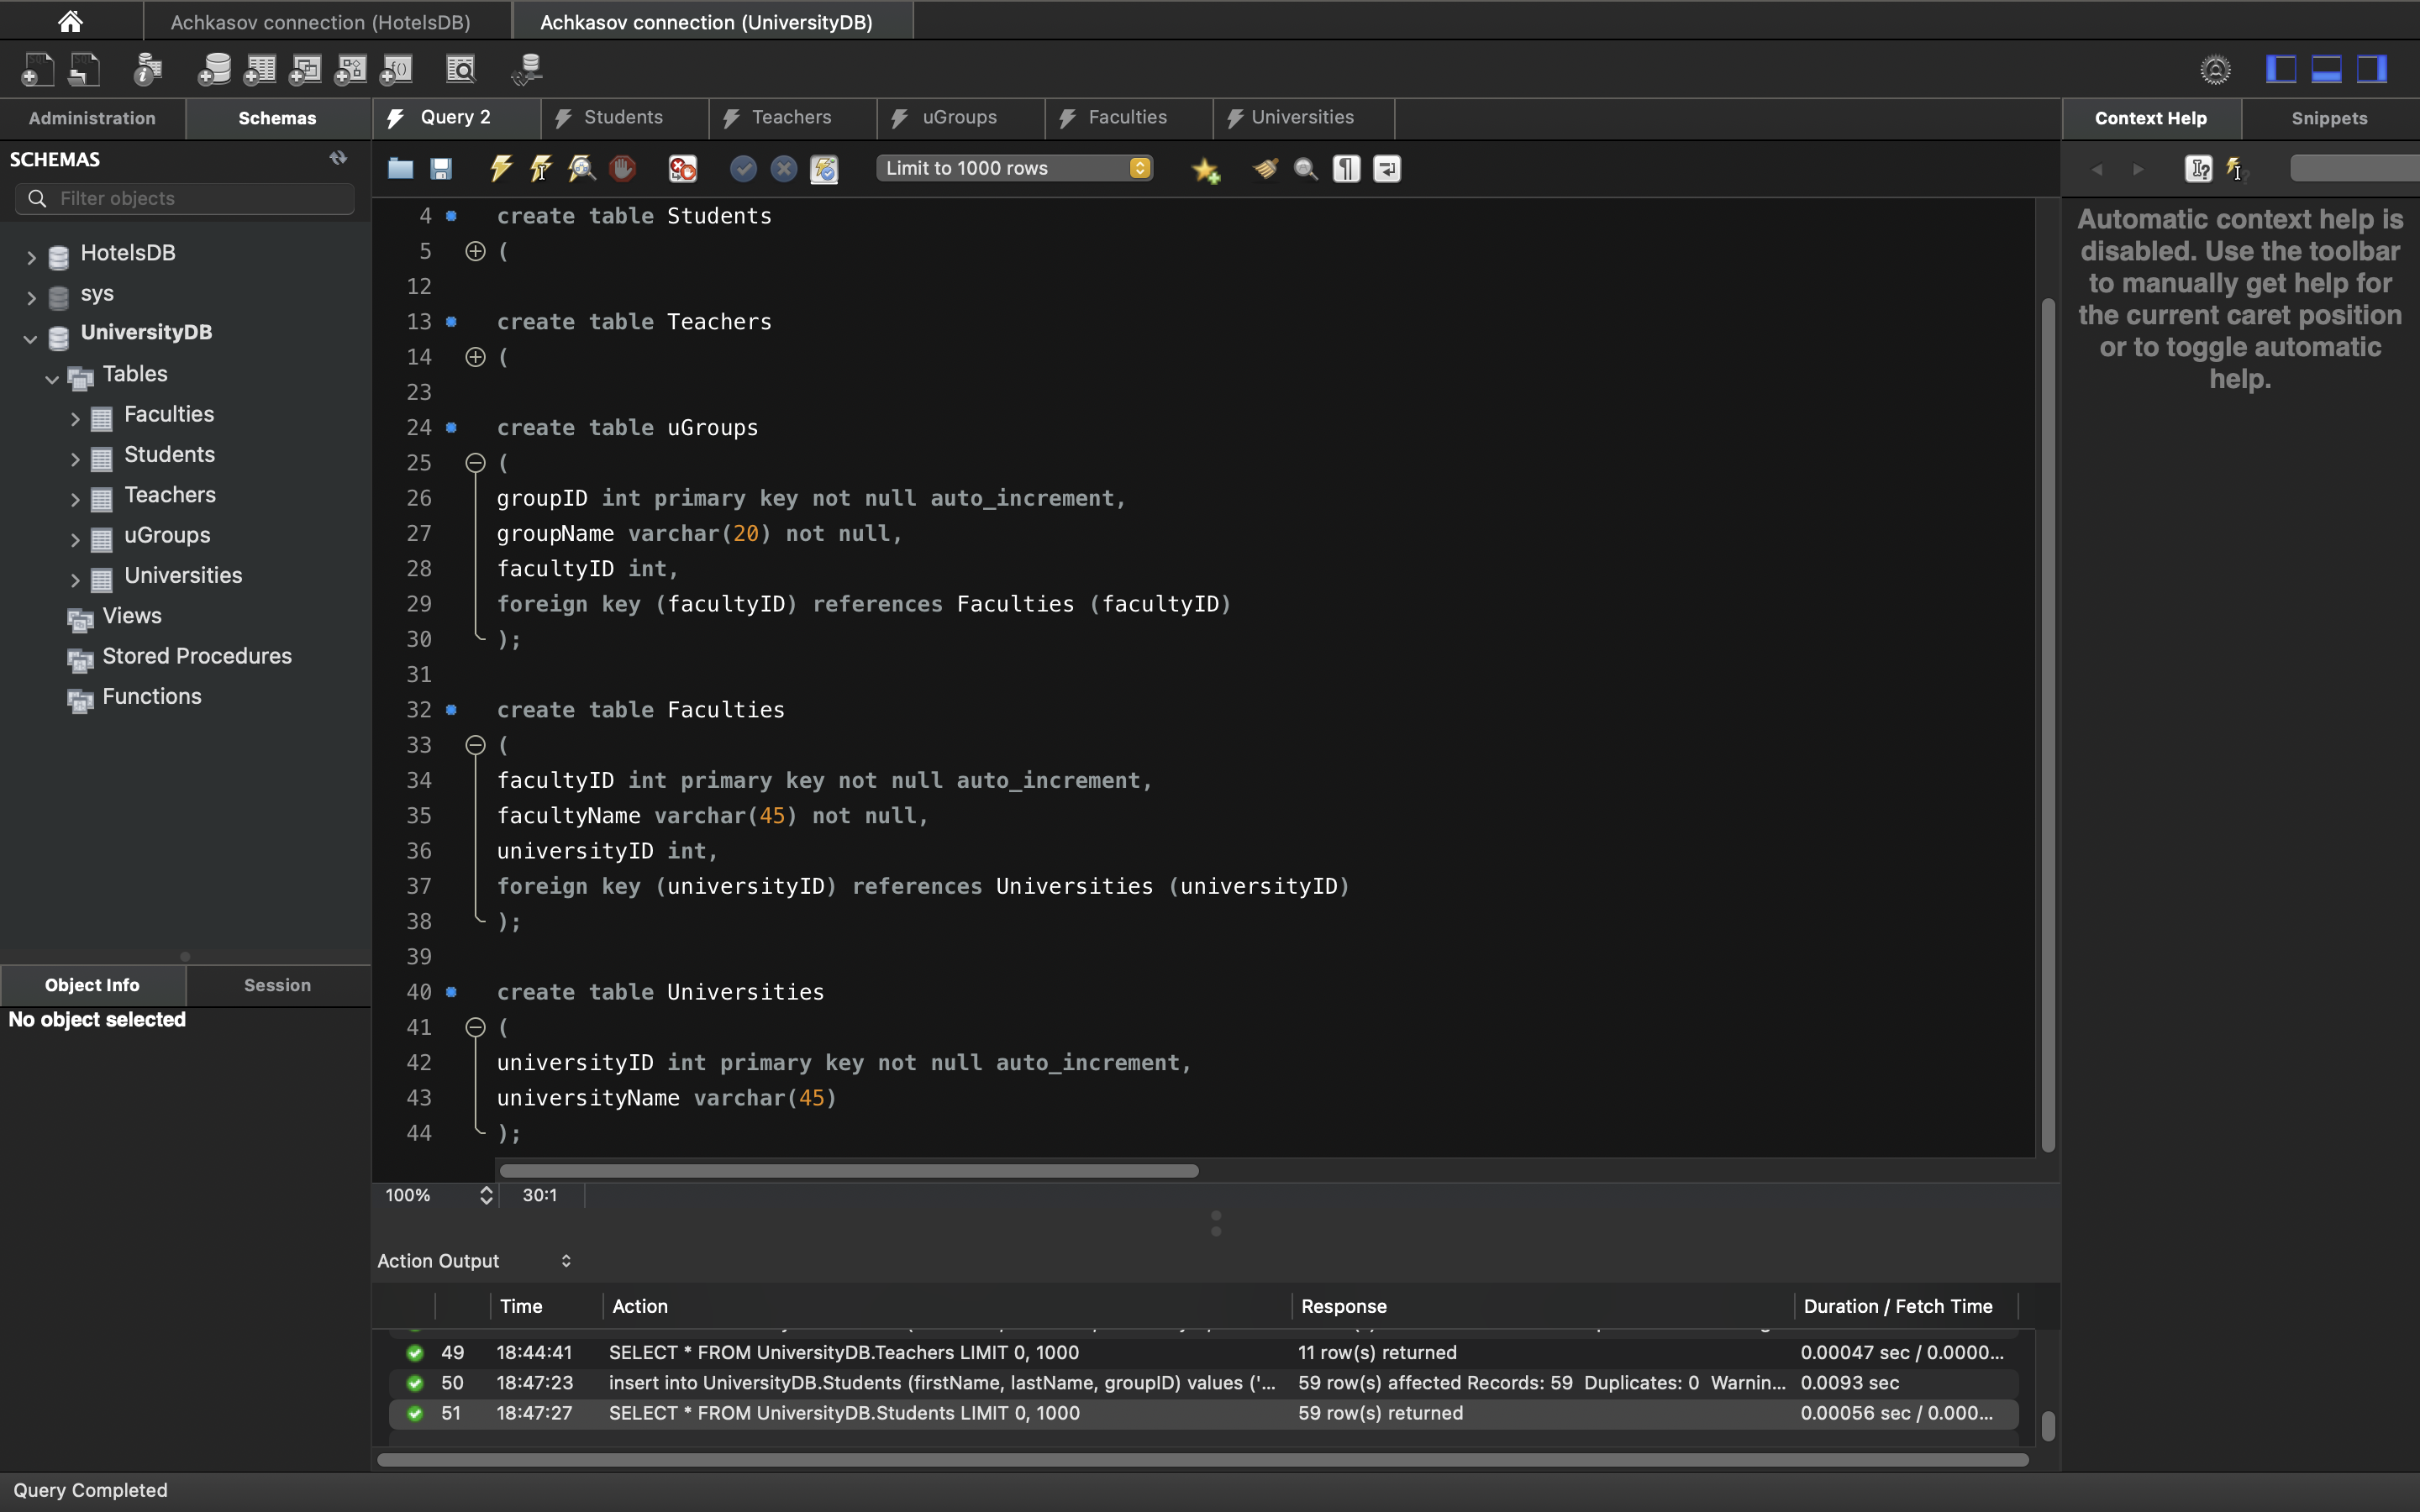 Achkasov connection (HotelsDB)
Achkasov connection (UniversityDB)
Administration
Schemas
Query 2
Students
Teachers
uGroups
Faculties
Universities
Context Help
Snippets
SCHEMAS
Limit to 1000 rows
Filter objects
HotelsDB
sys
UniversityDB
Tables
Faculties
Students
Teachers
uGroups
Universities
Views
Stored Procedures
Functions
Object Info
Session
No object selected
4 create table Students
5 (
12
13 create table Teachers
14 (
23
24 create table uGroups
25 (
26 groupID int primary key not null auto_increment,
27 groupName varchar(20) not null,
28 facultyID int,
29 foreign key (facultyID) references Faculties (facultyID)
30 );
31
32 create table Faculties
33 (
34 facultyID int primary key not null auto_increment,
35 facultyName varchar(45) not null,
36 universityID int,
37 foreign key (universityID) references Universities (universityID)
38 );
39
40 create table Universities
41 (
42 universityID int primary key not null auto_increment,
43 universityName varchar(45)
44 );
100%
30:1
Automatic context help is
disabled. Use the toolbar
to manually get help for
the current caret position
or to toggle automatic
help.
Action Output
Time Action Response Duration / Fetch Time
49 18:44:41 SELECT * FROM UniversityDB.Teachers LIMIT 0, 1000 11 row(s) returned 0.00047 sec / 0.0000...
50 18:47:23 insert into UniversityDB.Students (firstName, lastName, groupID) values ('... 59 row(s) affected Records: 59 Duplicates: 0 Warnin... 0.0093 sec
51 18:47:27 SELECT * FROM UniversityDB.Students LIMIT 0, 1000 59 row(s) returned 0.00056 sec / 0.000...
Query Completed